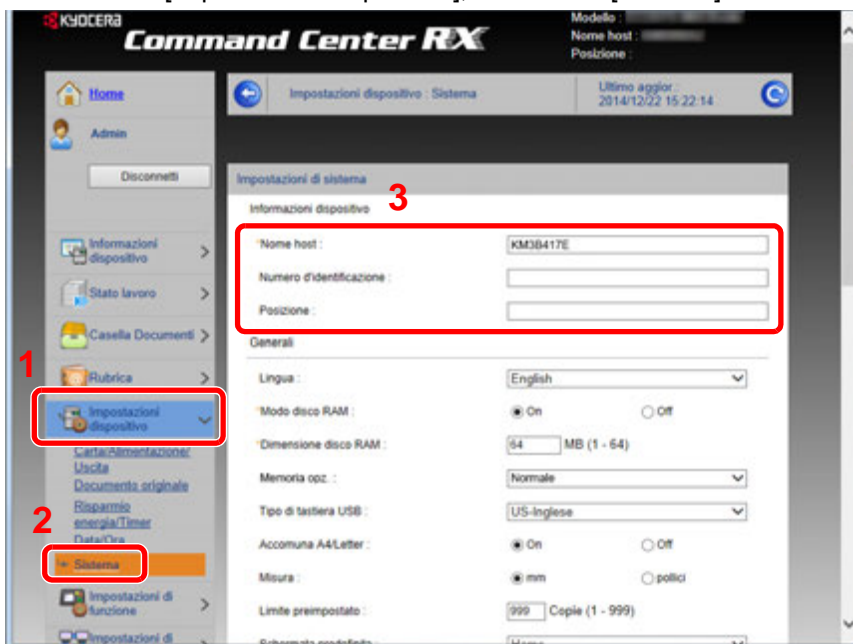 KYOCERA
Command Center RX
Modello :
Nome host :
Posizione :
Home
Impostazioni dispositivo : Sistema
Ultimo aggior.:
2014/12/22 15:22:14
Admin
Disconnetti
Impostazioni di sistema
3
Informazioni dispositivo
Informazioni
dispositivo
*Nome host :
KM3B417E
Numero d'identificazione :
Stato lavoro
Posizione :
Casella Documenti
Generali
1
Rubrica
Lingua :
English
Impostazioni
dispositivo
*Modo disco RAM :
On
Off
Carta/Alimentazione/
Uscita
*Dimensione disco RAM :
64
MB (1 - 64)
Documento originale
Memoria opz. :
Normale
Risparmio
energia/Timer
2
Tipo di tastiera USB :
US-Inglese
Data/Ora
Accomuna A4/Letter :
On
Off
Sistema
Misura :
mm
pollici
Impostazioni di
funzione
Limite preimpostato :
999
Copie (1 - 999)
Impostazioni di
Schermata predefinita :
Home